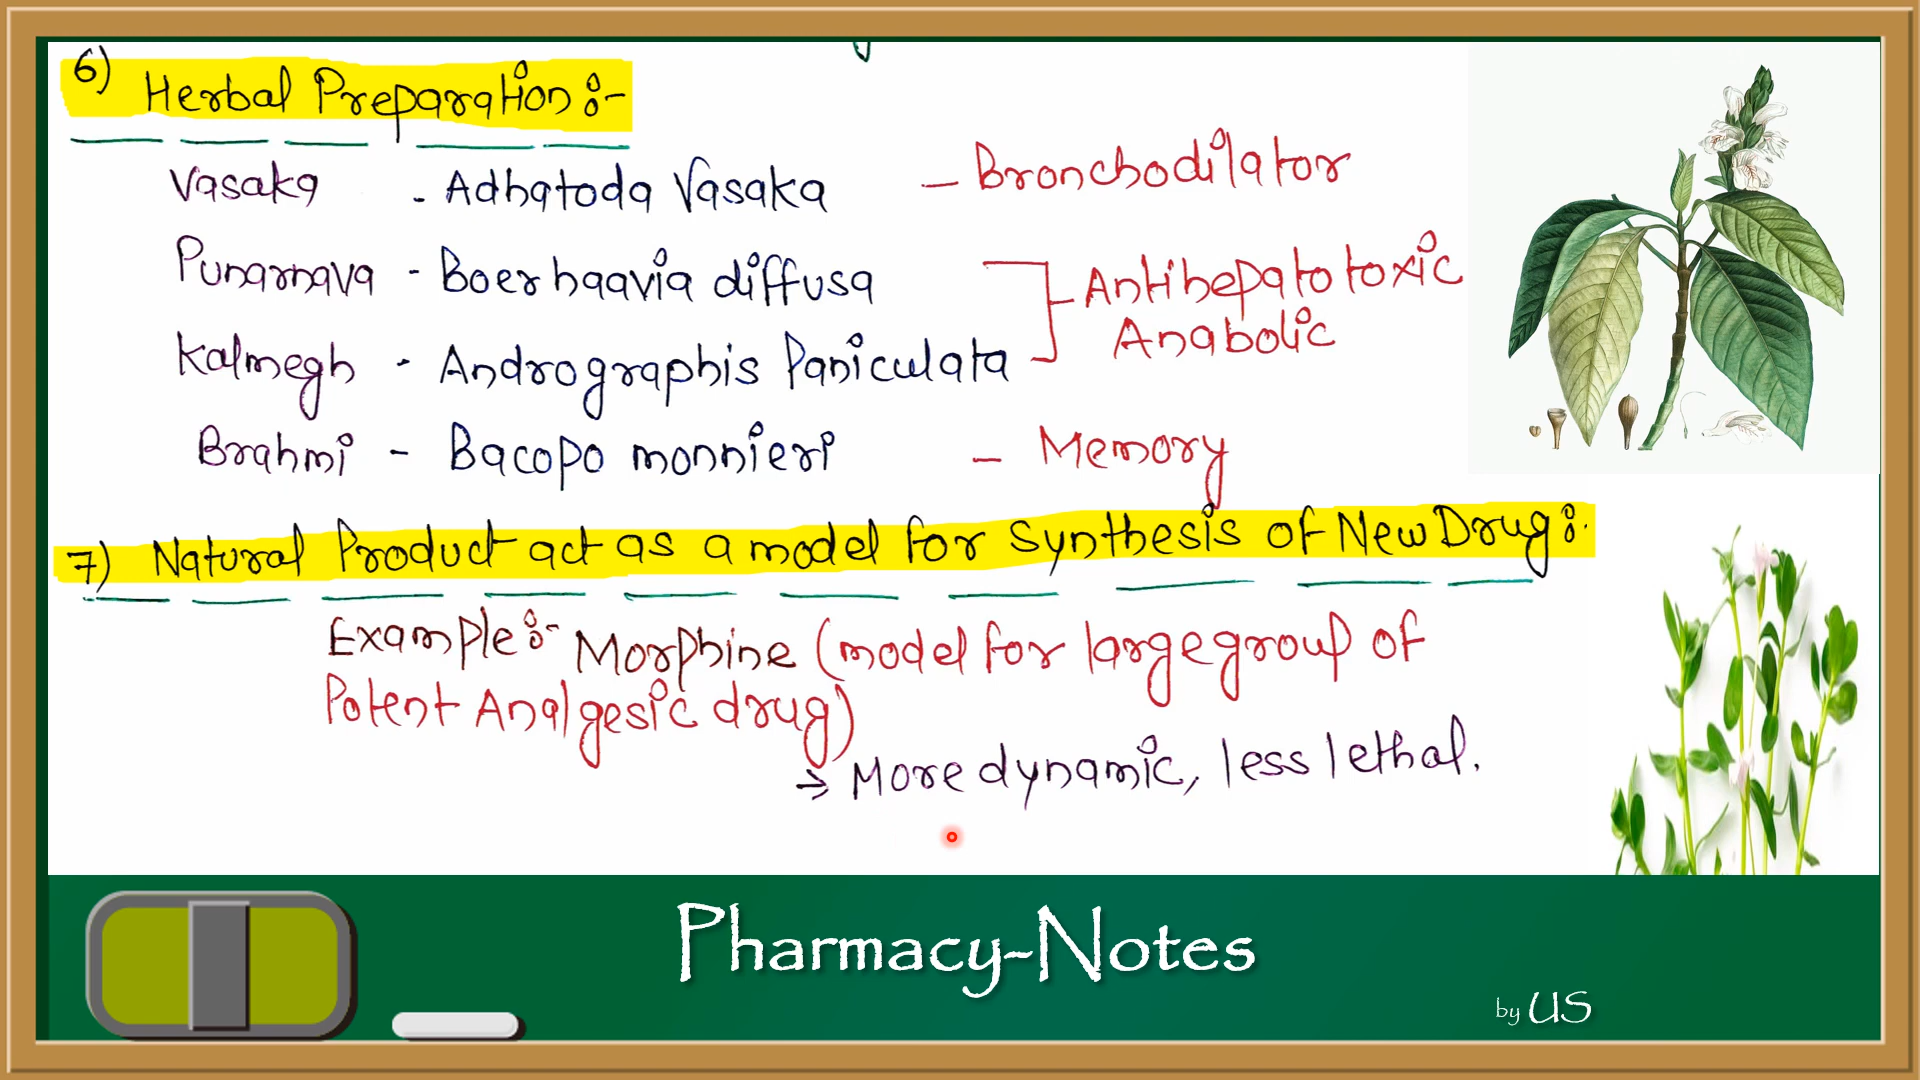 6) Herbal Preparation:-
Vasaka - Adhatoda Vasaka - Bronchodilator
Punarnava - Boerhaavia diffusa - Antihepatotoxic
Anabolic
Kalmegh - Andrographis Paniculata
Brahmi - Bacopo monnieri - Memory
7) Natural Product act as a model for synthesis of New Drug:-
Example:- Morphine (model for large group of
Potent Analgesic drug)
→ More dynamic, less lethal.
Pharmacy-Notes
by US